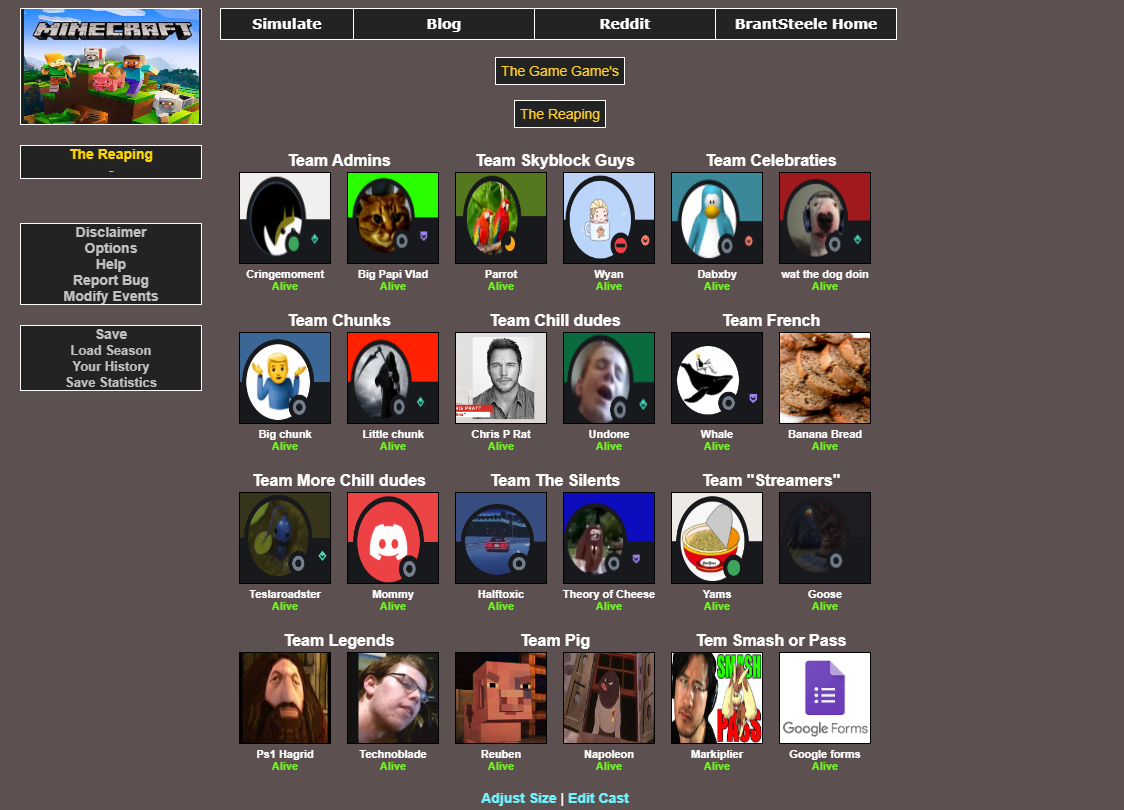 MINECRAFT
Simulate Blog Reddit BrantSteele Home
The Game Game's
The Reaping
The Reaping
-
Disclaimer
Options
Help
Report Bug
Modify Events
Save
Load Season
Your History
Save Statistics
Team Admins Team Skyblock Guys Team Celebraties
Cringemoment Big Papi Vlad Parrot Wyan Dabxby wat the dog doin
Alive Alive Alive Alive Alive Alive
Team Chunks Team Chill dudes Team French
RIS PRATT
Big chunk Little chunk Chris P Rat Undone Whale Banana Bread
Alive Alive Alive Alive Alive Alive
Team More Chill dudes Team The Silents Team "Streamers"
Teslaroadster Mommy Halftoxic Theory of Cheese Yams Goose
Alive Alive Alive Alive Alive Alive
Team Legends Team Pig Tem Smash or Pass
SMASH
PASS
Google Forms
Ps1 Hagrid Technoblade Reuben Napoleon Markiplier Google forms
Alive Alive Alive Alive Alive Alive
Adjust Size | Edit Cast